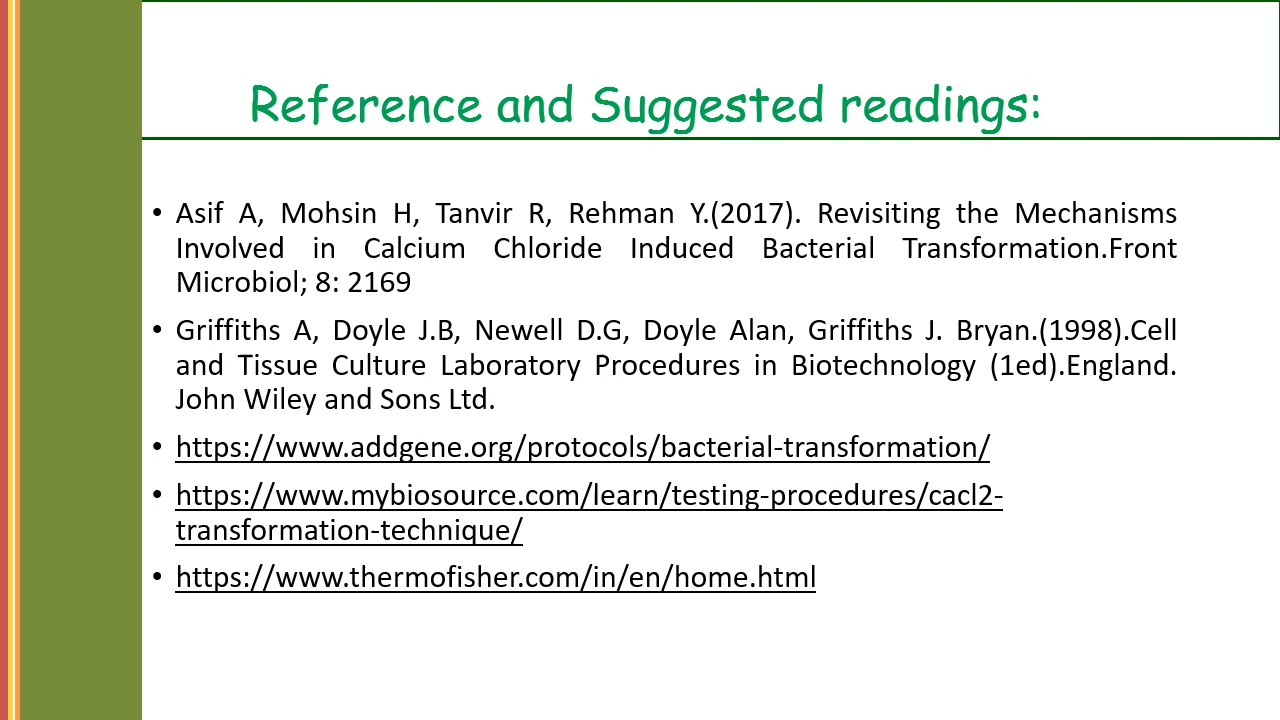 Reference and Suggested readings:
• Asif A, Mohsin H, Tanvir R, Rehman Y.(2017). Revisiting the Mechanisms
Involved in Calcium Chloride Induced Bacterial Transformation.Front
Microbiol; 8: 2169
• Griffiths A, Doyle J.B, Newell D.G, Doyle Alan, Griffiths J. Bryan.(1998).Cell
and Tissue Culture Laboratory Procedures in Biotechnology (1ed).England.
John Wiley and Sons Ltd.
• https://www.addgene.org/protocols/bacterial-transformation/
• https://www.mybiosource.com/learn/testing-procedures/cacl2-
transformation-technique/
• https://www.thermofisher.com/in/en/home.html